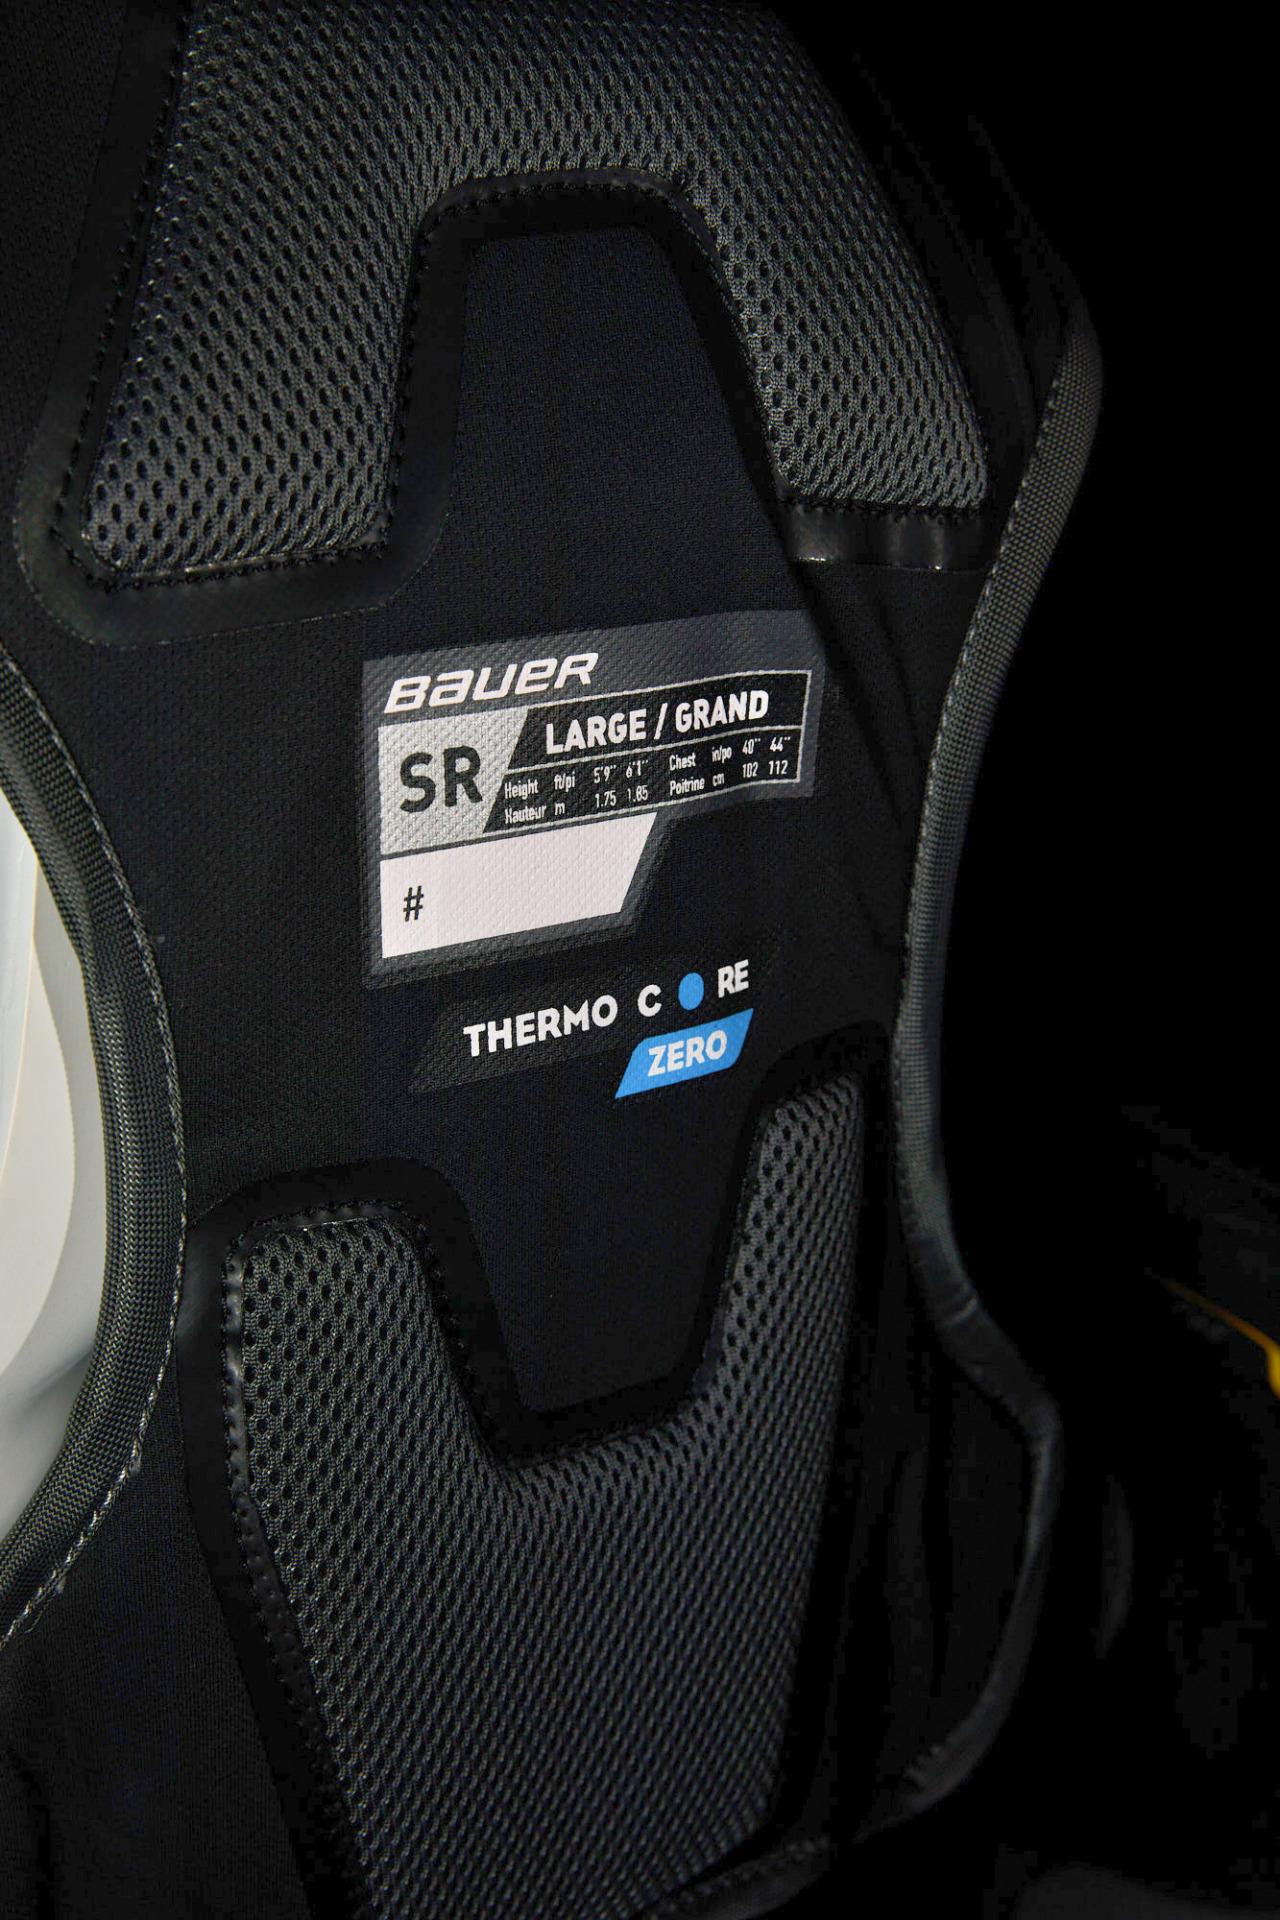 BAUER
SR
LARGE / GRAND
Height ft/pi 5'9" 6'1" Chest in/po 40" 44"
Hauteur m 1.75 1.85 Poitrine cm 102 112
#
THERMO C RE
ZERO